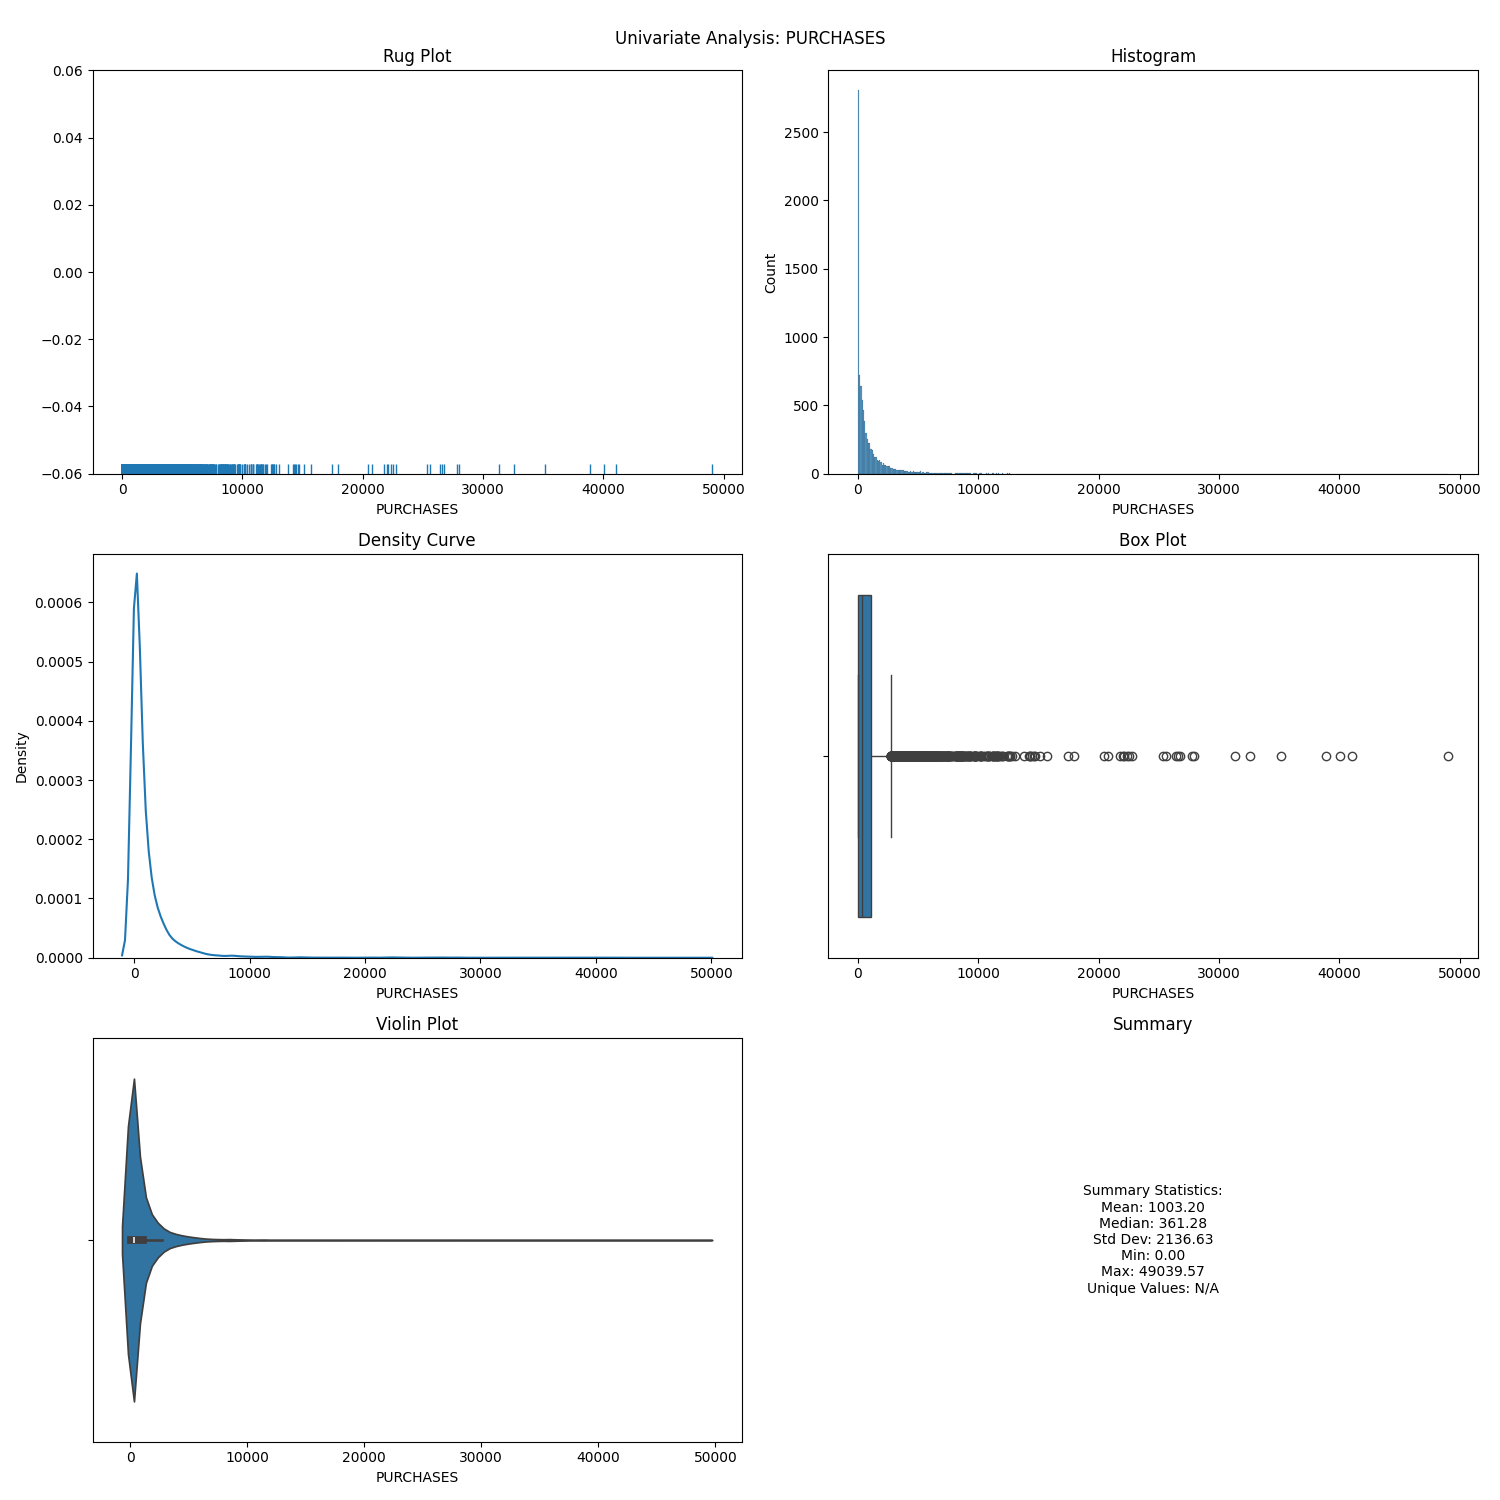 Univariate Analysis: PURCHASES
Rug Plot
0.06
0.04
0.02
0.00
−0.02
−0.04
−0.06
0 10000 20000 30000 40000 50000
PURCHASES
Histogram
Count
2500
2000
1500
1000
500
0
0 10000 20000 30000 40000 50000
PURCHASES
Density Curve
Density
0.0006
0.0005
0.0004
0.0003
0.0002
0.0001
0.0000
0 10000 20000 30000 40000 50000
PURCHASES
Box Plot
0 10000 20000 30000 40000 50000
PURCHASES
Violin Plot
0 10000 20000 30000 40000 50000
PURCHASES
Summary
Summary Statistics:
Mean: 1003.20
Median: 361.28
Std Dev: 2136.63
Min: 0.00
Max: 49039.57
Unique Values: N/A